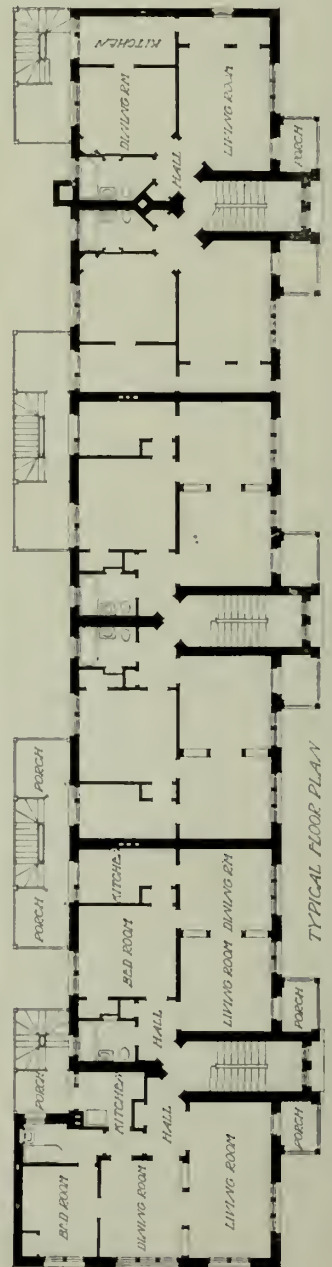 KITCHEN
DINING RM
HALL
LIVING ROOM
PORCH
PORCH
PORCH
KITCHEN
BED ROOM
DINING RM
LIVING ROOM
HALL
PORCH
PORCH
KITCHEN
HALL
BED ROOM
DINING ROOM
LIVING ROOM
PORCH
TYPICAL FLOOR PLAN